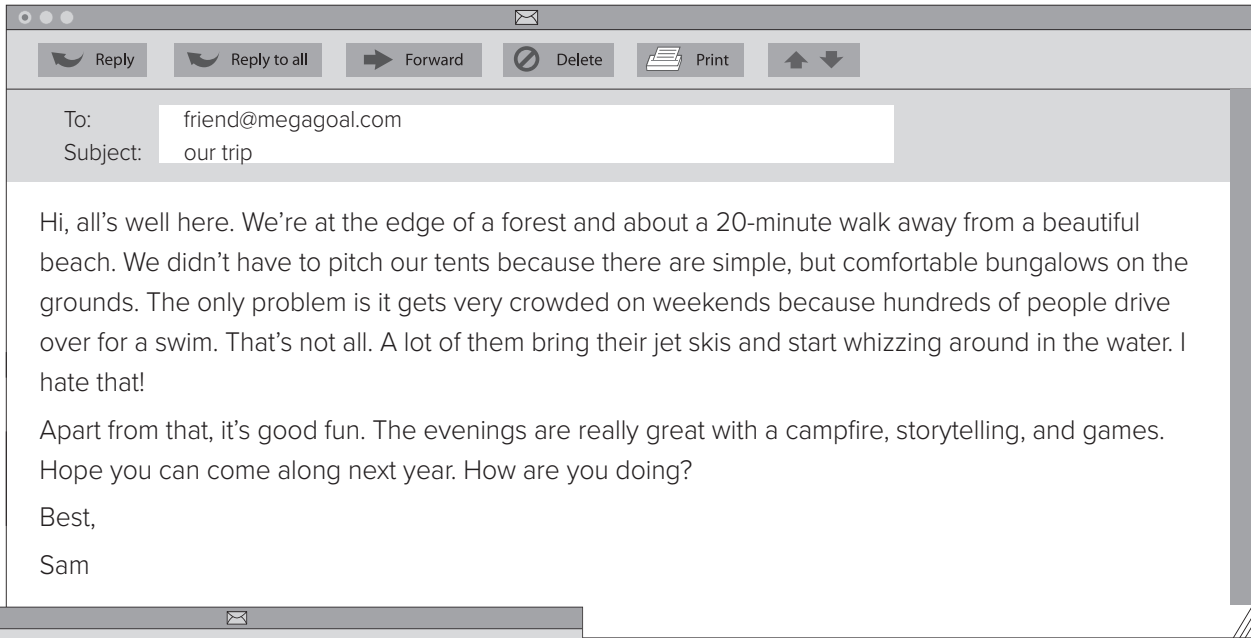 Reply Reply to all Forward Delete Print
To: friend@megagoal.com
Subject: our trip
Hi, all’s well here. We’re at the edge of a forest and about a 20-minute walk away from a beautiful
beach. We didn’t have to pitch our tents because there are simple, but comfortable bungalows on the
grounds. The only problem is it gets very crowded on weekends because hundreds of people drive
over for a swim. That’s not all. A lot of them bring their jet skis and start whizzing around in the water. I
hate that!
Apart from that, it’s good fun. The evenings are really great with a campfire, storytelling, and games.
Hope you can come along next year. How are you doing?
Best,
Sam